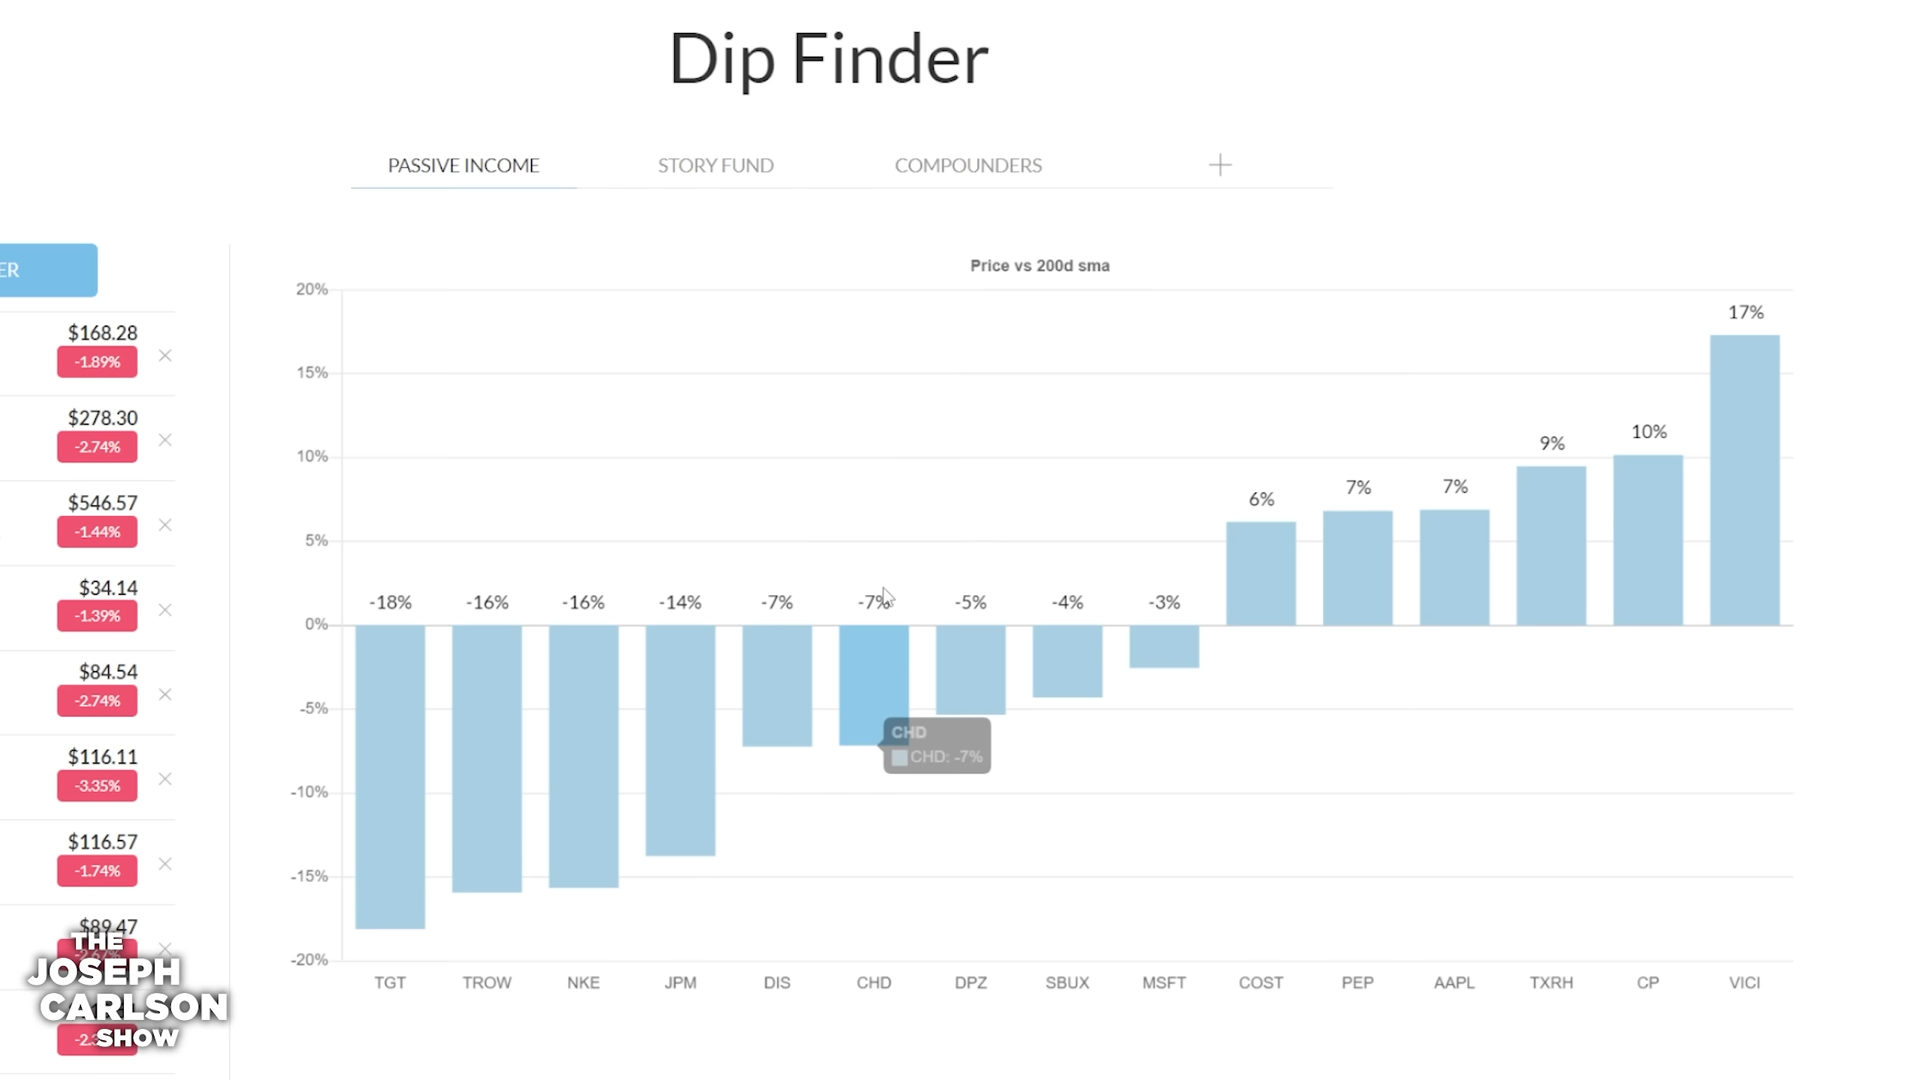 Dip Finder
PASSIVE INCOME
STORY FUND
COMPOUNDERS
ER
$168.28
-1.89%
$278.30
-2.74%
$546.57
-1.44%
$34.14
-1.39%
$84.54
-2.74%
$116.11
-3.35%
$116.57
-1.74%
$89.47
Price vs 200d sma
20%
15%
10%
5%
0%
-5%
-10%
-15%
-20%
-18%
-16%
-16%
-14%
-7%
-7%
-5%
-4%
-3%
6%
7%
7%
9%
10%
17%
CHD
CHD: -7%
TGT
TROW
NKE
JPM
DIS
CHD
DPZ
SBUX
MSFT
COST
PEP
AAPL
TXRH
CP
VICI
THE
JOSEPH
CARLSON
SHOW